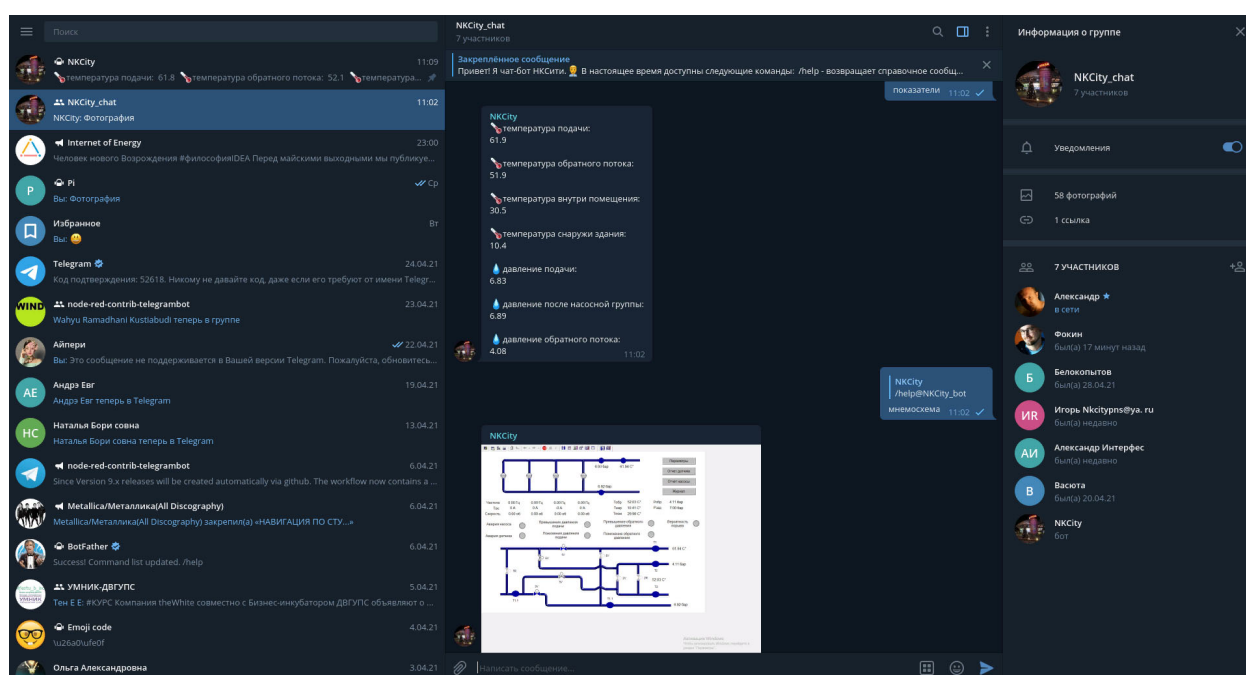 Поиск
NKCity
11:09
температура подачи: 61.8 температура обратного потока: 52.1 температура...
NKCity_chat
11:02
NKCity: Фотография
Internet of Energy
23:00
Человек нового Возрождения #философияIDEA Перед майскими выходными мы публикуе...
Pi
Ср
Вы: Фотография
Избранное
Вт
Вы:
Telegram
24.04.21
Код подтверждения: 52618. Никому не давайте код, даже если его требуют от имени Telegr...
WIND
node-red-contrib-telegrambot
23.04.21
Wahyu Ramadhani Kustiabudi теперь в группе
Айпери
22.04.21
Вы: Это сообщение не поддерживается в Вашей версии Telegram. Пожалуйста, обновитесь...
АЕ
Андрэ Евг
19.04.21
Андрэ Евг теперь в Telegram
НС
Наталья Бори совна
13.04.21
Наталья Бори совна теперь в Telegram
node-red-contrib-telegrambot
6.04.21
Since Version 9.x releases will be created automatically via github. The workflow now contains a ...
Metallica/Металлика(All Discography)
6.04.21
Metallica/Металлика(All Discography) закрепил(а) «НАВИГАЦИЯ ПО СТУ...»
BotFather
6.04.21
Success! Command list updated. /help
УМНИК-ДВГУПС
5.04.21
Тен Е Е: #КУРС Компания theWhite совместно с Бизнес-инкубатором ДВГУПС объявляют о ...
Emoji code
4.04.21
\u26a0\ufe0f
Ольга Александровна
3.04.21
NKCity_chat
7 участников
Закреплённое сообщение
Привет! Я чат-бот НКСити. В настоящее время доступны следующие команды: /help - возвращает справочное сообщ...
показатели 11:02
NKCity
температура подачи:
61.9
температура обратного потока:
51.9
температура внутри помещения:
30.5
температура снаружи здания:
10.4
давление подачи:
6.83
давление после насосной группы:
6.89
давление обратного потока:
4.08
11:02
NKCity
/help@NKCity_bot
мнемосхема 11:02
NKCity
Написать сообщение...
Информация о группе
NKCity_chat
7 участников
Уведомления
58 фотографий
1 ссылка
7 УЧАСТНИКОВ
Александр
в сети
Фокин
был(а) 17 минут назад
Б
Белокопытов
был(а) 28.04.21
ИR
Игорь Nkcitypns@ya. ru
был(а) недавно
АИ
Александр Интерфес
был(а) недавно
В
Васюта
был(а) 20.04.21
NKCity
бот